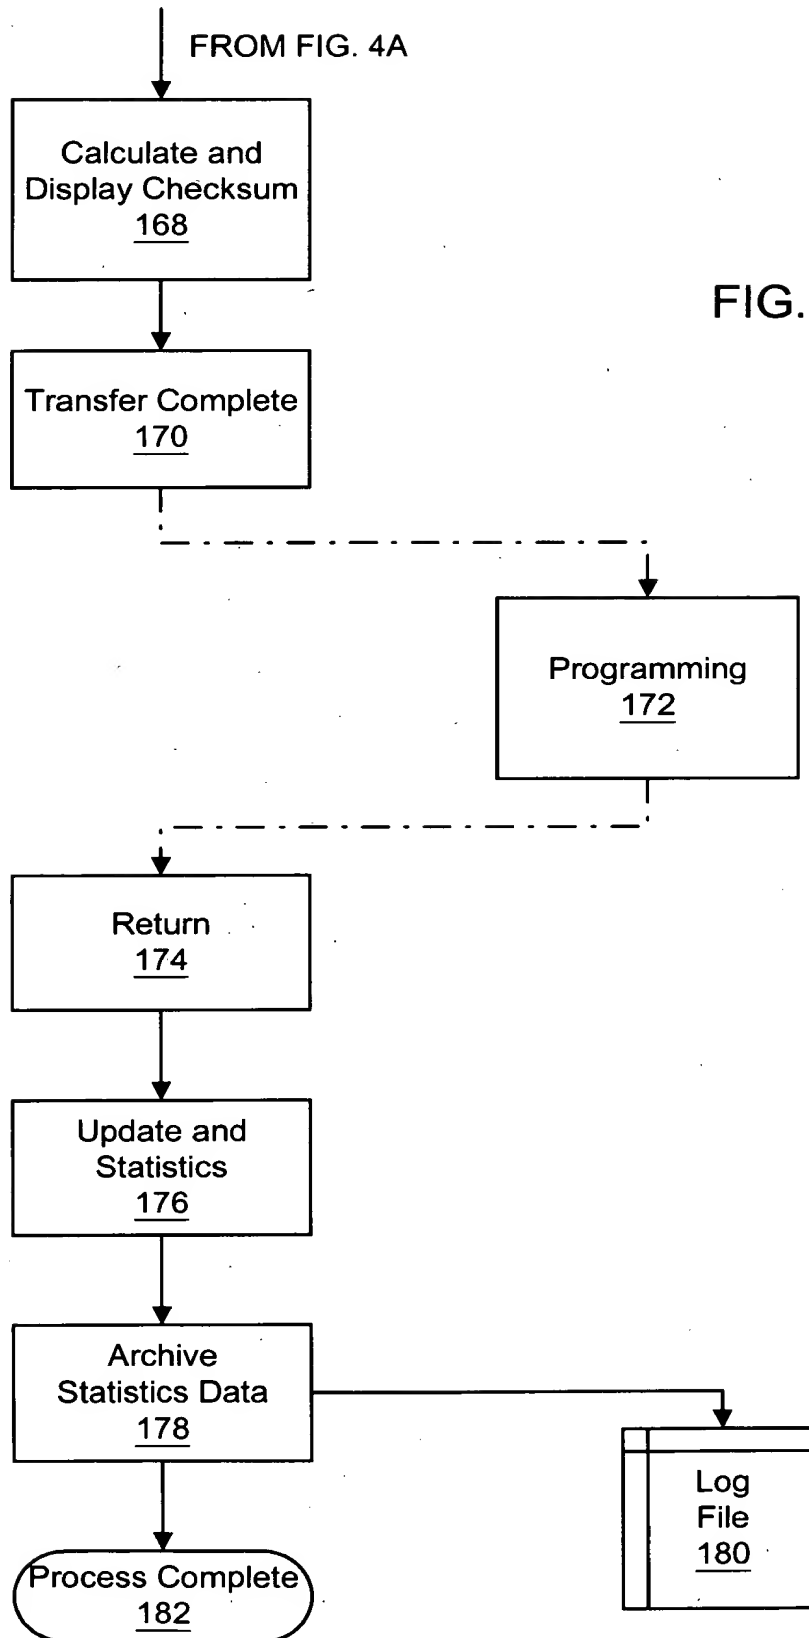 FROM FIG. 4A
Calculate and
Display Checksum
168
FIG.
Transfer Complete
170
Programming
172
Return
174
Update and
Statistics
176
Archive
Statistics Data
178
Log
File
180
Process Complete
182